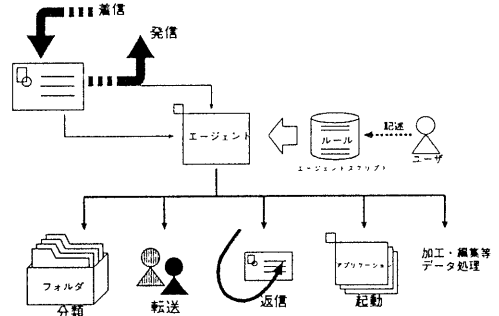 着信
発信
エージェント
ルール
記述
ユーザ
エージェントスクリプト
フォルダ
分類
転送
返信
アプリケーション
起動
加工・編集等
データ処理